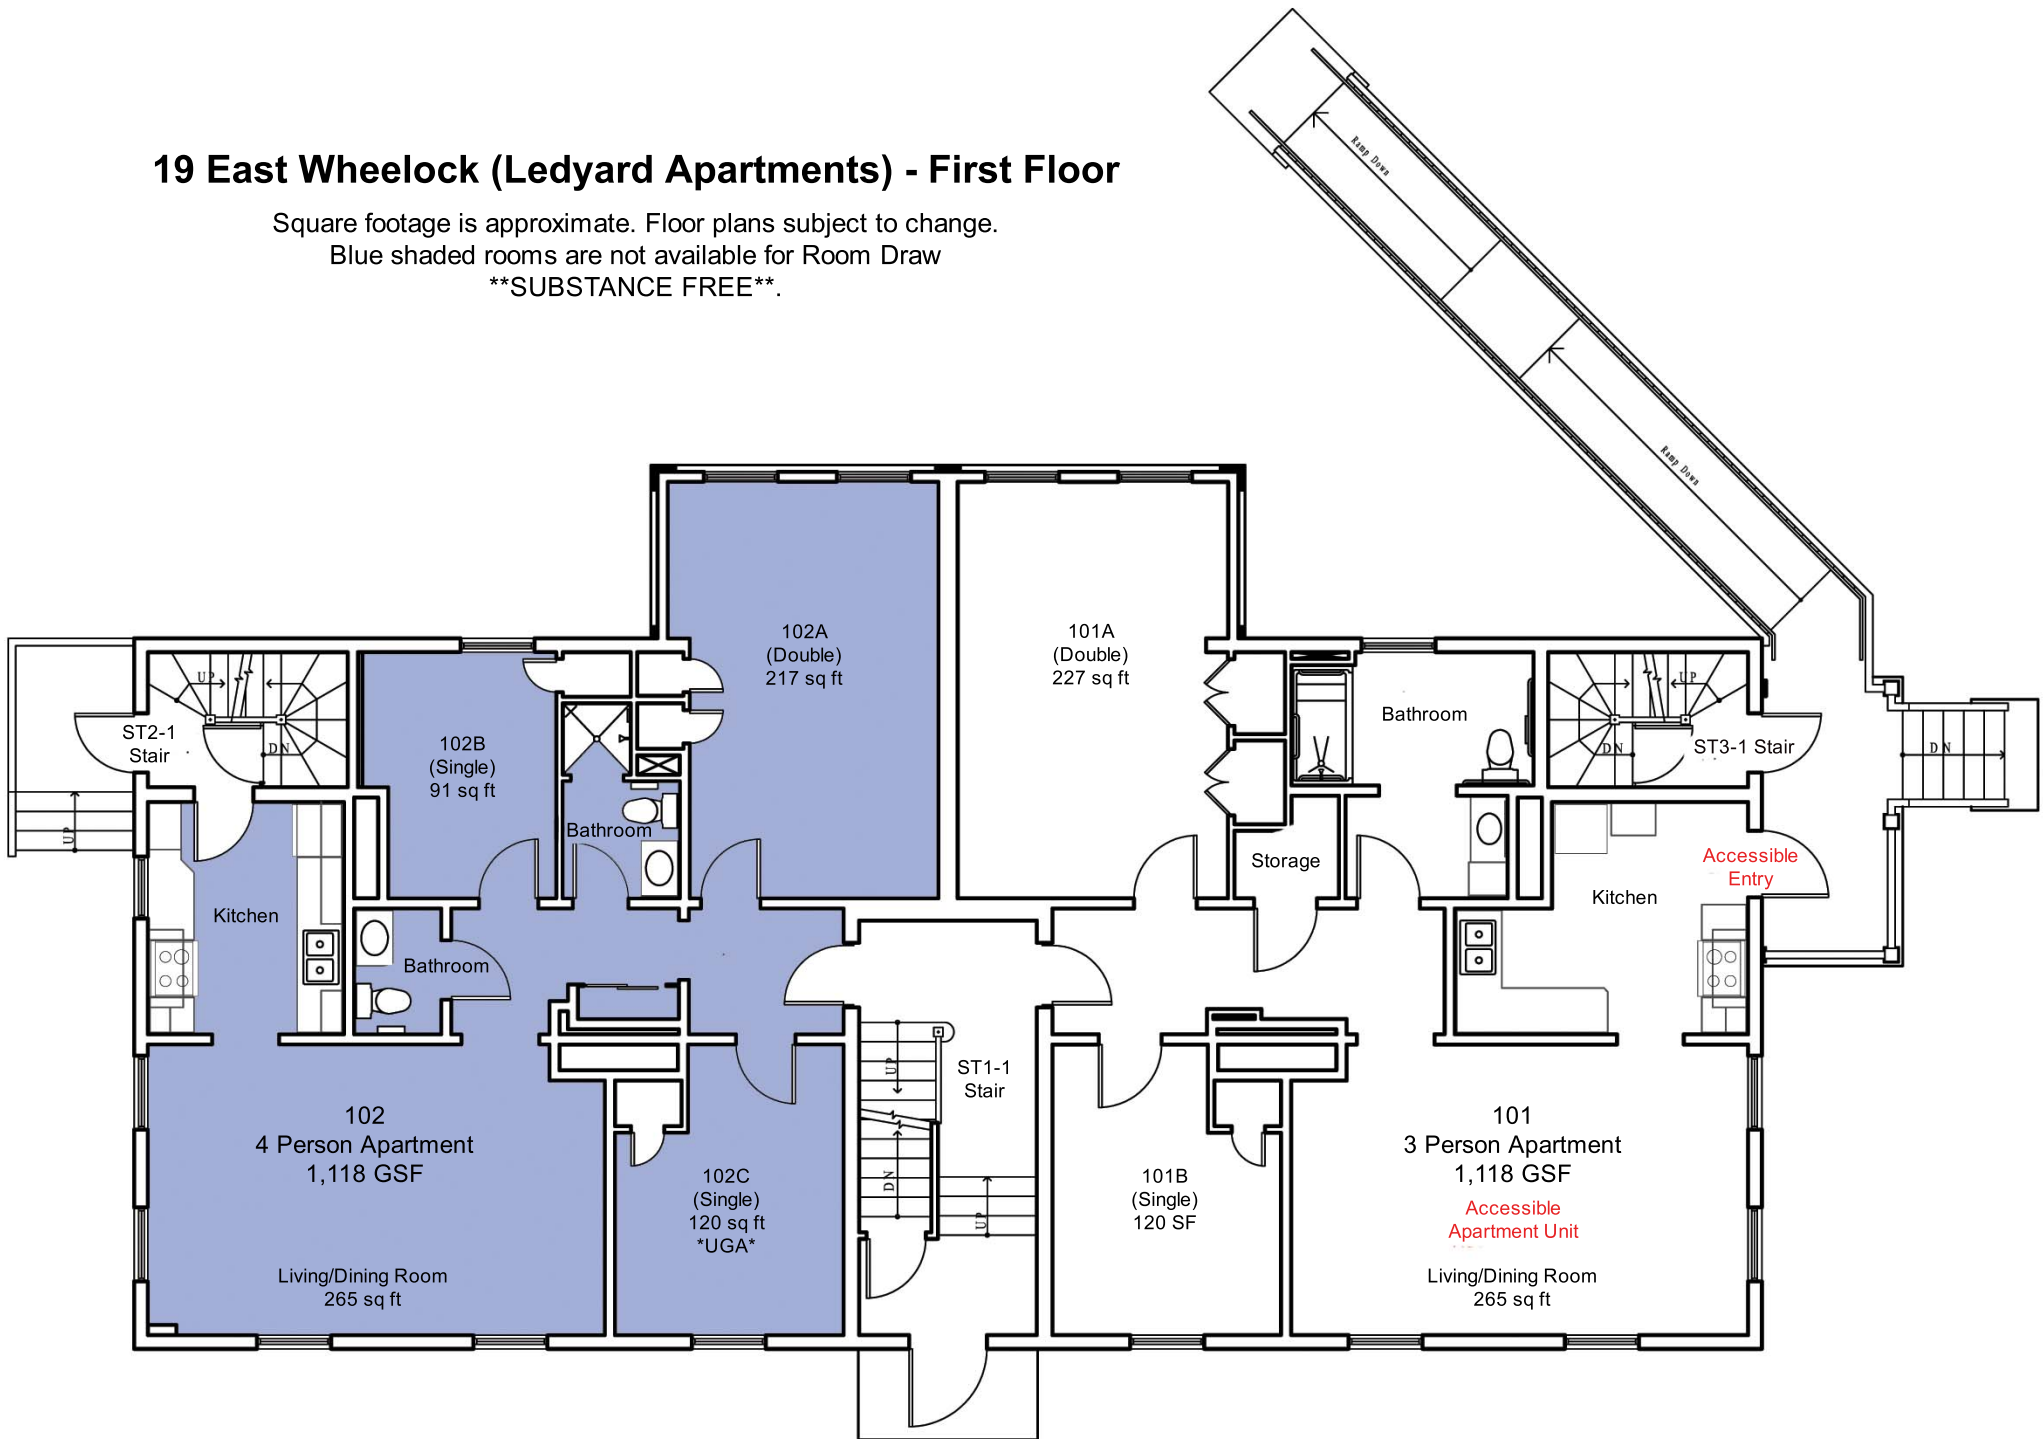 19 East Wheelock (Ledyard Apartments) - First Floor
Square footage is approximate. Floor plans subject to change.
Blue shaded rooms are not available for Room Draw
**SUBSTANCE FREE**.
Ramp Down
Ramp Down
102A
(Double)
217 sq ft
101A
(Double)
227 sq ft
UP
ST2-1
Stair
DN
UP
102B
(Single)
91 sq ft
Bathroom
Bathroom
Storage
UP
DN
ST3-1 Stair
DN
Accessible
Entry
Kitchen
Kitchen
Bathroom
UP
DN
UP
ST1-1
Stair
102
4 Person Apartment
1,118 GSF
Living/Dining Room
265 sq ft
102C
(Single)
120 sq ft
*UGA*
101B
(Single)
120 SF
101
3 Person Apartment
1,118 GSF
Accessible
Apartment Unit
Living/Dining Room
265 sq ft